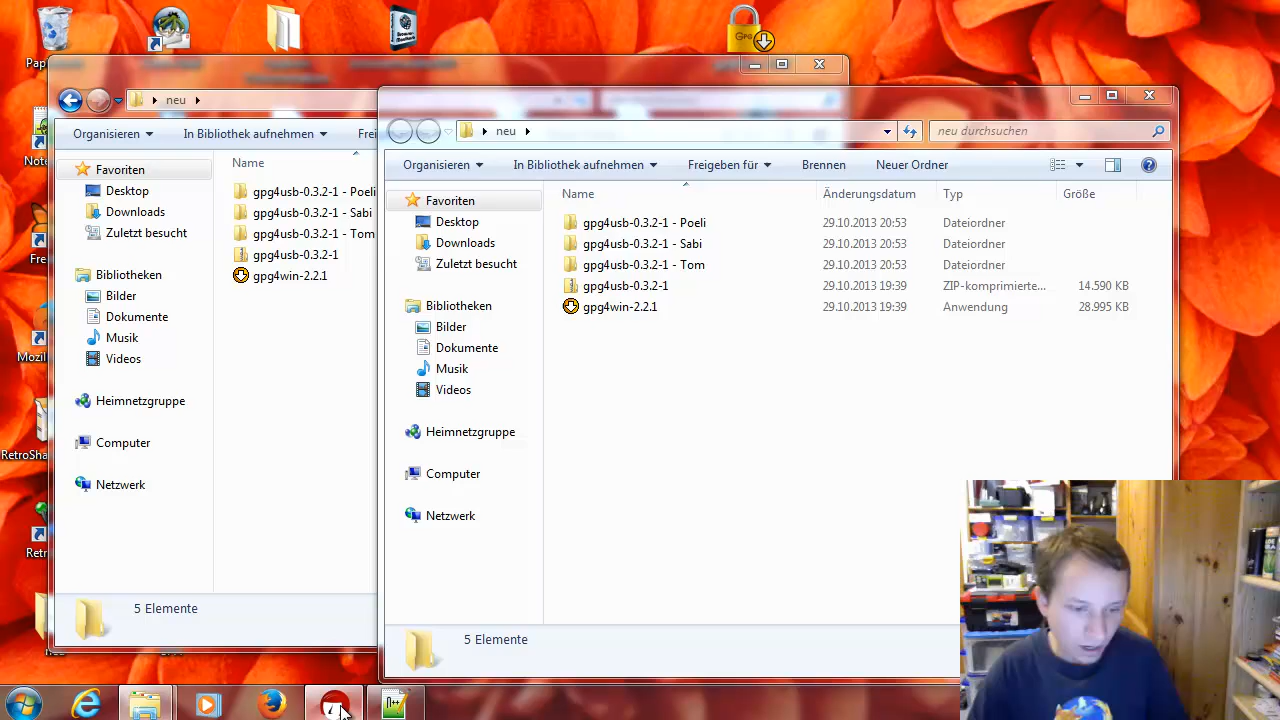 Gpg
Pap
Note
Fre
Mozil
RetroSha
Retr
neu
Organisieren
In Bibliothek aufnehmen
Frei
Favoriten
Desktop
Downloads
Zuletzt besucht
Bibliotheken
Bilder
Dokumente
Musik
Videos
Heimnetzgruppe
Computer
Netzwerk
Name
gpg4usb-0.3.2-1 - Poeli
gpg4usb-0.3.2-1 - Sabi
gpg4usb-0.3.2-1 - Tom
gpg4usb-0.3.2-1
gpg4win-2.2.1
5 Elemente
neu
neu durchsuchen
Organisieren
In Bibliothek aufnehmen
Freigeben für
Brennen
Neuer Ordner
Favoriten
Desktop
Downloads
Zuletzt besucht
Bibliotheken
Bilder
Dokumente
Musik
Videos
Heimnetzgruppe
Computer
Netzwerk
Name Änderungsdatum Typ Größe
gpg4usb-0.3.2-1 - Poeli 29.10.2013 20:53 Dateiordner
gpg4usb-0.3.2-1 - Sabi 29.10.2013 20:53 Dateiordner
gpg4usb-0.3.2-1 - Tom 29.10.2013 20:53 Dateiordner
gpg4usb-0.3.2-1 29.10.2013 19:39 ZIP-komprimierte... 14.590 KB
gpg4win-2.2.1 29.10.2013 19:39 Anwendung 28.995 KB
5 Elemente